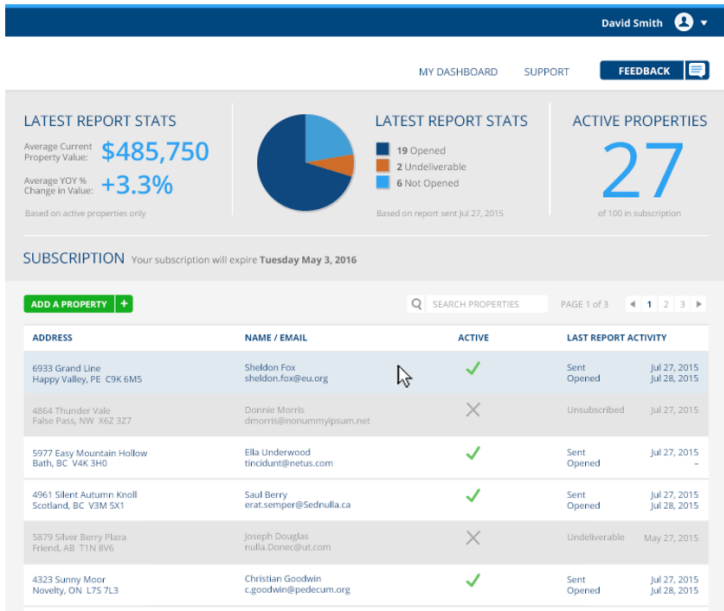 David Smith
MY DASHBOARD SUPPORT FEEDBACK
LATEST REPORT STATS
Average Current
Property Value: $485,750
Average YOY %
Change in Value: +3.3%
Based on active properties only
LATEST REPORT STATS
19 Opened
2 Undeliverable
6 Not Opened
Based on report sent Jul 27, 2015
ACTIVE PROPERTIES
27
of 100 in subscription
SUBSCRIPTION Your subscription will expire Tuesday May 3, 2016
ADD A PROPERTY + SEARCH PROPERTIES PAGE 1 of 3 1 2 3
ADDRESS NAME / EMAIL ACTIVE LAST REPORT ACTIVITY
6933 Grand Line Sheldon Fox Sent Jul 27, 2015
Happy Valley, PE C9K 6M5 sheldon.fox@eu.org Opened Jul 28, 2015
4864 Thunder Vale Donnie Morris Unsubscribed Jul 27, 2015
False Pass, NW X6Z 3Z7 dmorris@nonummyipsum.net
5977 Easy Mountain Hollow Ella Underwood Sent Jul 27, 2015
Bath, BC V4K 3H0 tincidunt@netus.com Opened –
4961 Silent Autumn Knoll Saul Berry Sent Jul 27, 2015
Scotland, BC V3M 5X1 erat.semper@Sednulla.ca Opened Jul 28, 2015
5879 Silver Berry Plaza Joseph Douglas Undeliverable May 27, 2015
Friend, AB T1N 8V6 nulla.Donec@ut.com
4323 Sunny Moor Christian Goodwin Sent Jul 27, 2015
Novelty, ON L7S 7L3 c.goodwin@pedecum.org Opened Jul 28, 2015